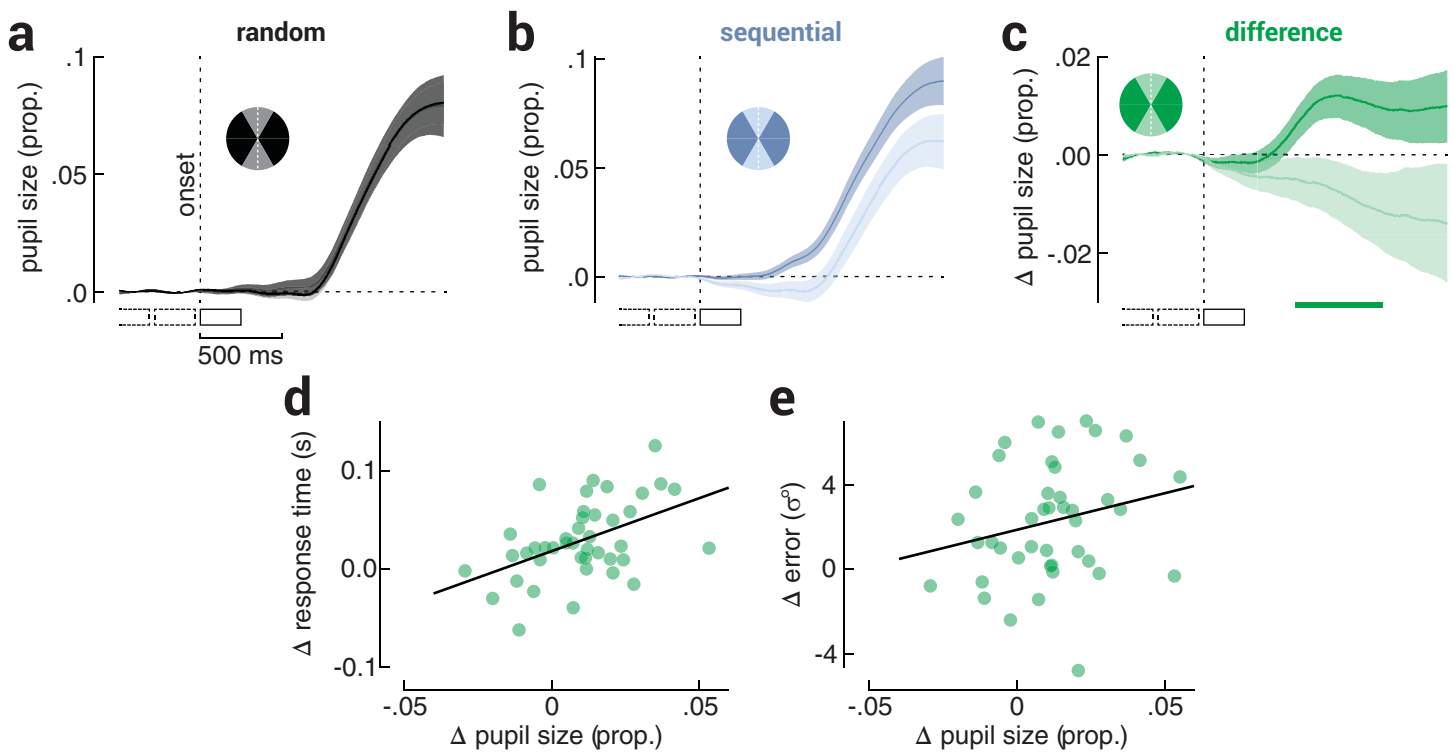 a
random
.1
.05
.0
pupil size (prop.)
onset
500 ms
b
sequential
.1
0.05
.0
pupil size (prop.)
c
difference
.02
.00
-.02
Δ pupil size (prop.)
d
0.1
0.0
-0.1
Δ response time (s)
-.05
0
.05
Δ pupil size (prop.)
e
4
0
-4
Δ error (σº)
-.05
0
.05
Δ pupil size (prop.)